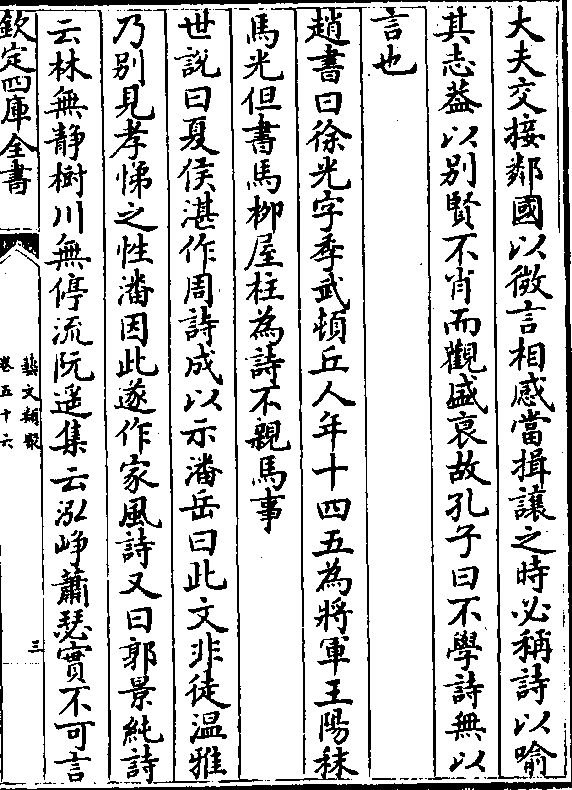 大夫交接鄰國以微言相感當揖讓之時必稱詩以喻
其志葢以别賢不肖而觀盛衰故孔子曰不學詩無以
言也
趙書曰徐光字季武頓丘人年十四五為將軍王陽秣
馬光但書馬柳屋柱為詩不親馬事
世說曰夏侯湛作周詩成以示潘岳曰此文非徒温雅
乃别見孝悌之性潘因此遂作家風詩又曰郭景純詩
云林無静樹川無停流阮遥集云泓崢蕭瑟實不可言
欽定四庫全書
藝文類聚
卷五十六
三